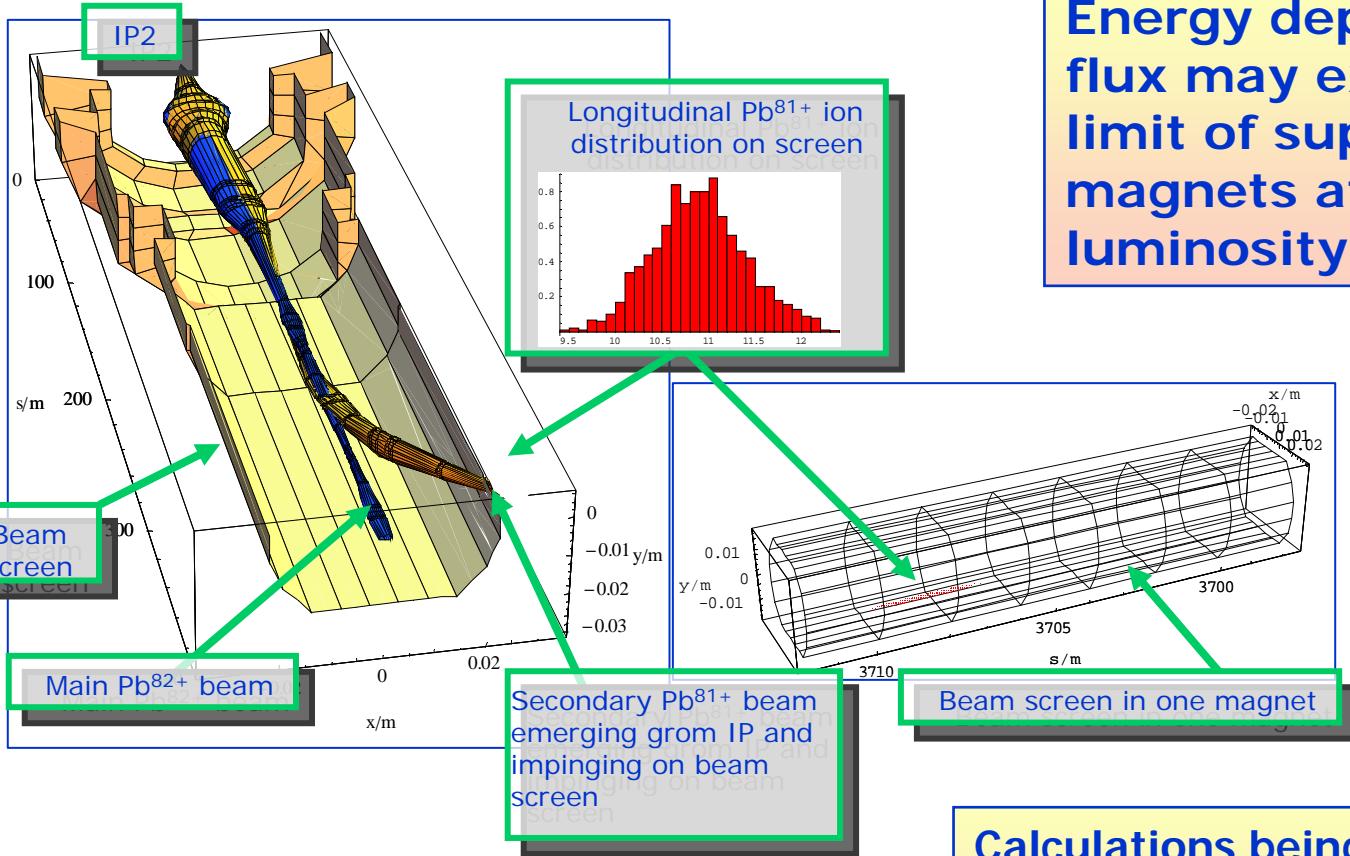 IP2
Energy dep
flux may e
limit of sup
magnets a
luminosity
Longitudinal Pb81+ ion
distribution on screen
0.8
0.6
0.4
0.2
9.5 10 10.5 11 11.5 12
0
100
s/m 200
300
0
-0.01 y/m
-0.02
-0.03
0 0.02
x/m
x/m
-0.02
-0.01
0
0.01
0.02
0.01
y/m 0
-0.01
3700
3705
s/m
3710
Beam
creen
Main Pb82+ beam
Secondary Pb81+ beam
emerging grom IP and
impinging on beam
screen
Beam screen in one magnet
Calculations being